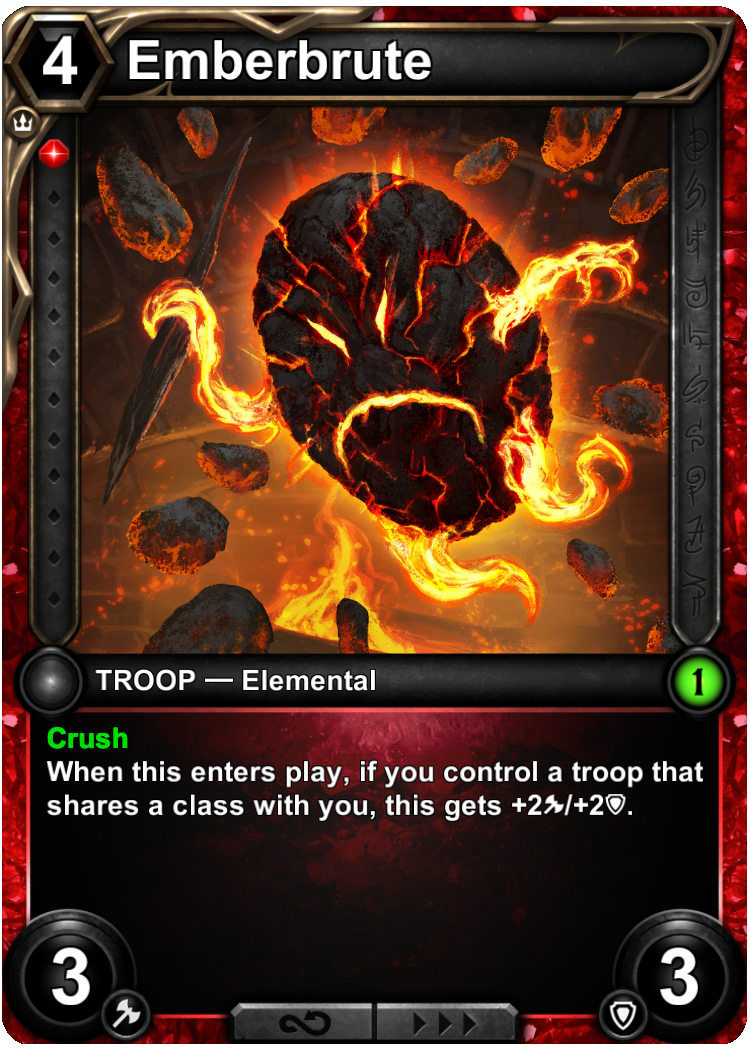 4 Emberbrute
TROOP — Elemental 1
Crush
When this enters play, if you control a troop that
shares a class with you, this gets +2/+2.
3 3